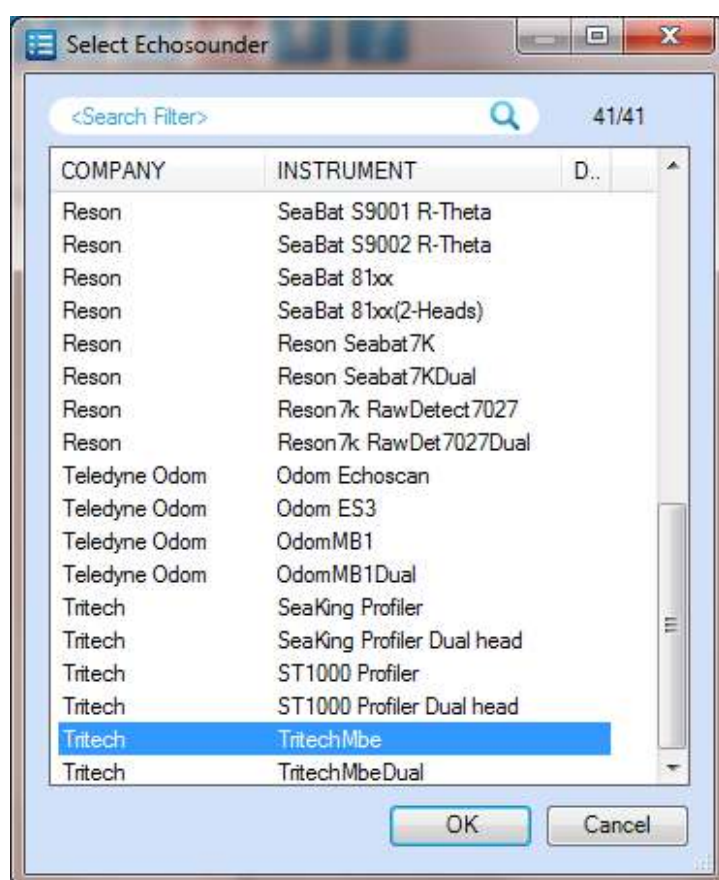 Select Echosounder
<Search Filter> 41/41
COMPANY INSTRUMENT D..
Reson SeaBat S9001 R-Theta
Reson SeaBat S9002 R-Theta
Reson SeaBat 81xx
Reson SeaBat 81xx(2-Heads)
Reson Reson Seabat7K
Reson Reson Seabat7KDual
Reson Reson7k RawDetect7027
Reson Reson7k RawDet7027Dual
Teledyne Odom Odom Echoscan
Teledyne Odom Odom ES3
Teledyne Odom OdomMB1
Teledyne Odom OdomMB1Dual
Tritech SeaKing Profiler
Tritech SeaKing Profiler Dual head
Tritech ST1000 Profiler
Tritech ST1000 Profiler Dual head
Tritech TritechMbe
Tritech TritechMbeDual
OK Cancel